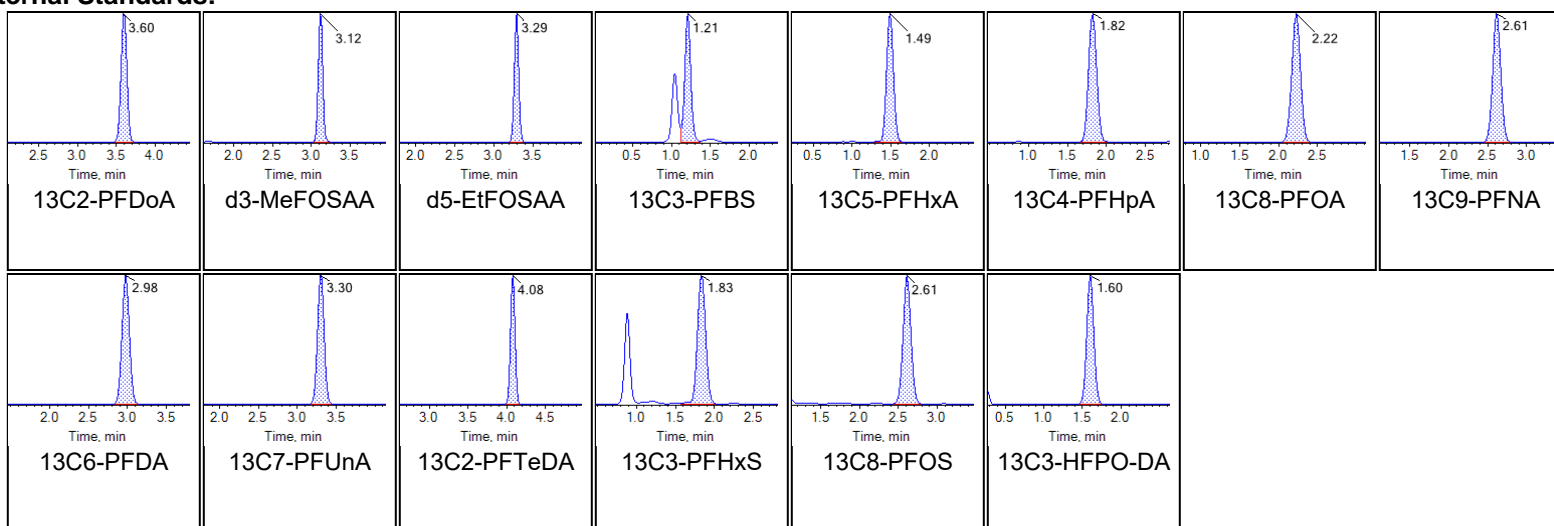 ternal Standards:
3.60 3.12 3.29 1.21 1.49 1.82 2.22 2.61
2.5 3.0 3.5 4.0 2.0 2.5 3.0 3.5 2.0 2.5 3.0 3.5 0.5 1.0 1.5 2.0 0.5 1.0 1.5 2.0 1.0 1.5 2.0 2.5 1.0 1.5 2.0 2.5 1.5 2.0 2.5 3.0
Time, min Time, min Time, min Time, min Time, min Time, min Time, min Time, min
13C2-PFDoA d3-MeFOSAA d5-EtFOSAA 13C3-PFBS 13C5-PFHxA 13C4-PFHpA 13C8-PFOA 13C9-PFNA
2.98 3.30 4.08 1.83 2.61 1.60
2.0 2.5 3.0 3.5 2.0 2.5 3.0 3.5 3.0 3.5 4.0 4.5 1.0 1.5 2.0 2.5 1.5 2.0 2.5 3.0 0.5 1.0 1.5 2.0
Time, min Time, min Time, min Time, min Time, min Time, min
13C6-PFDA 13C7-PFUnA 13C2-PFTeDA 13C3-PFHxS 13C8-PFOS 13C3-HFPO-DA